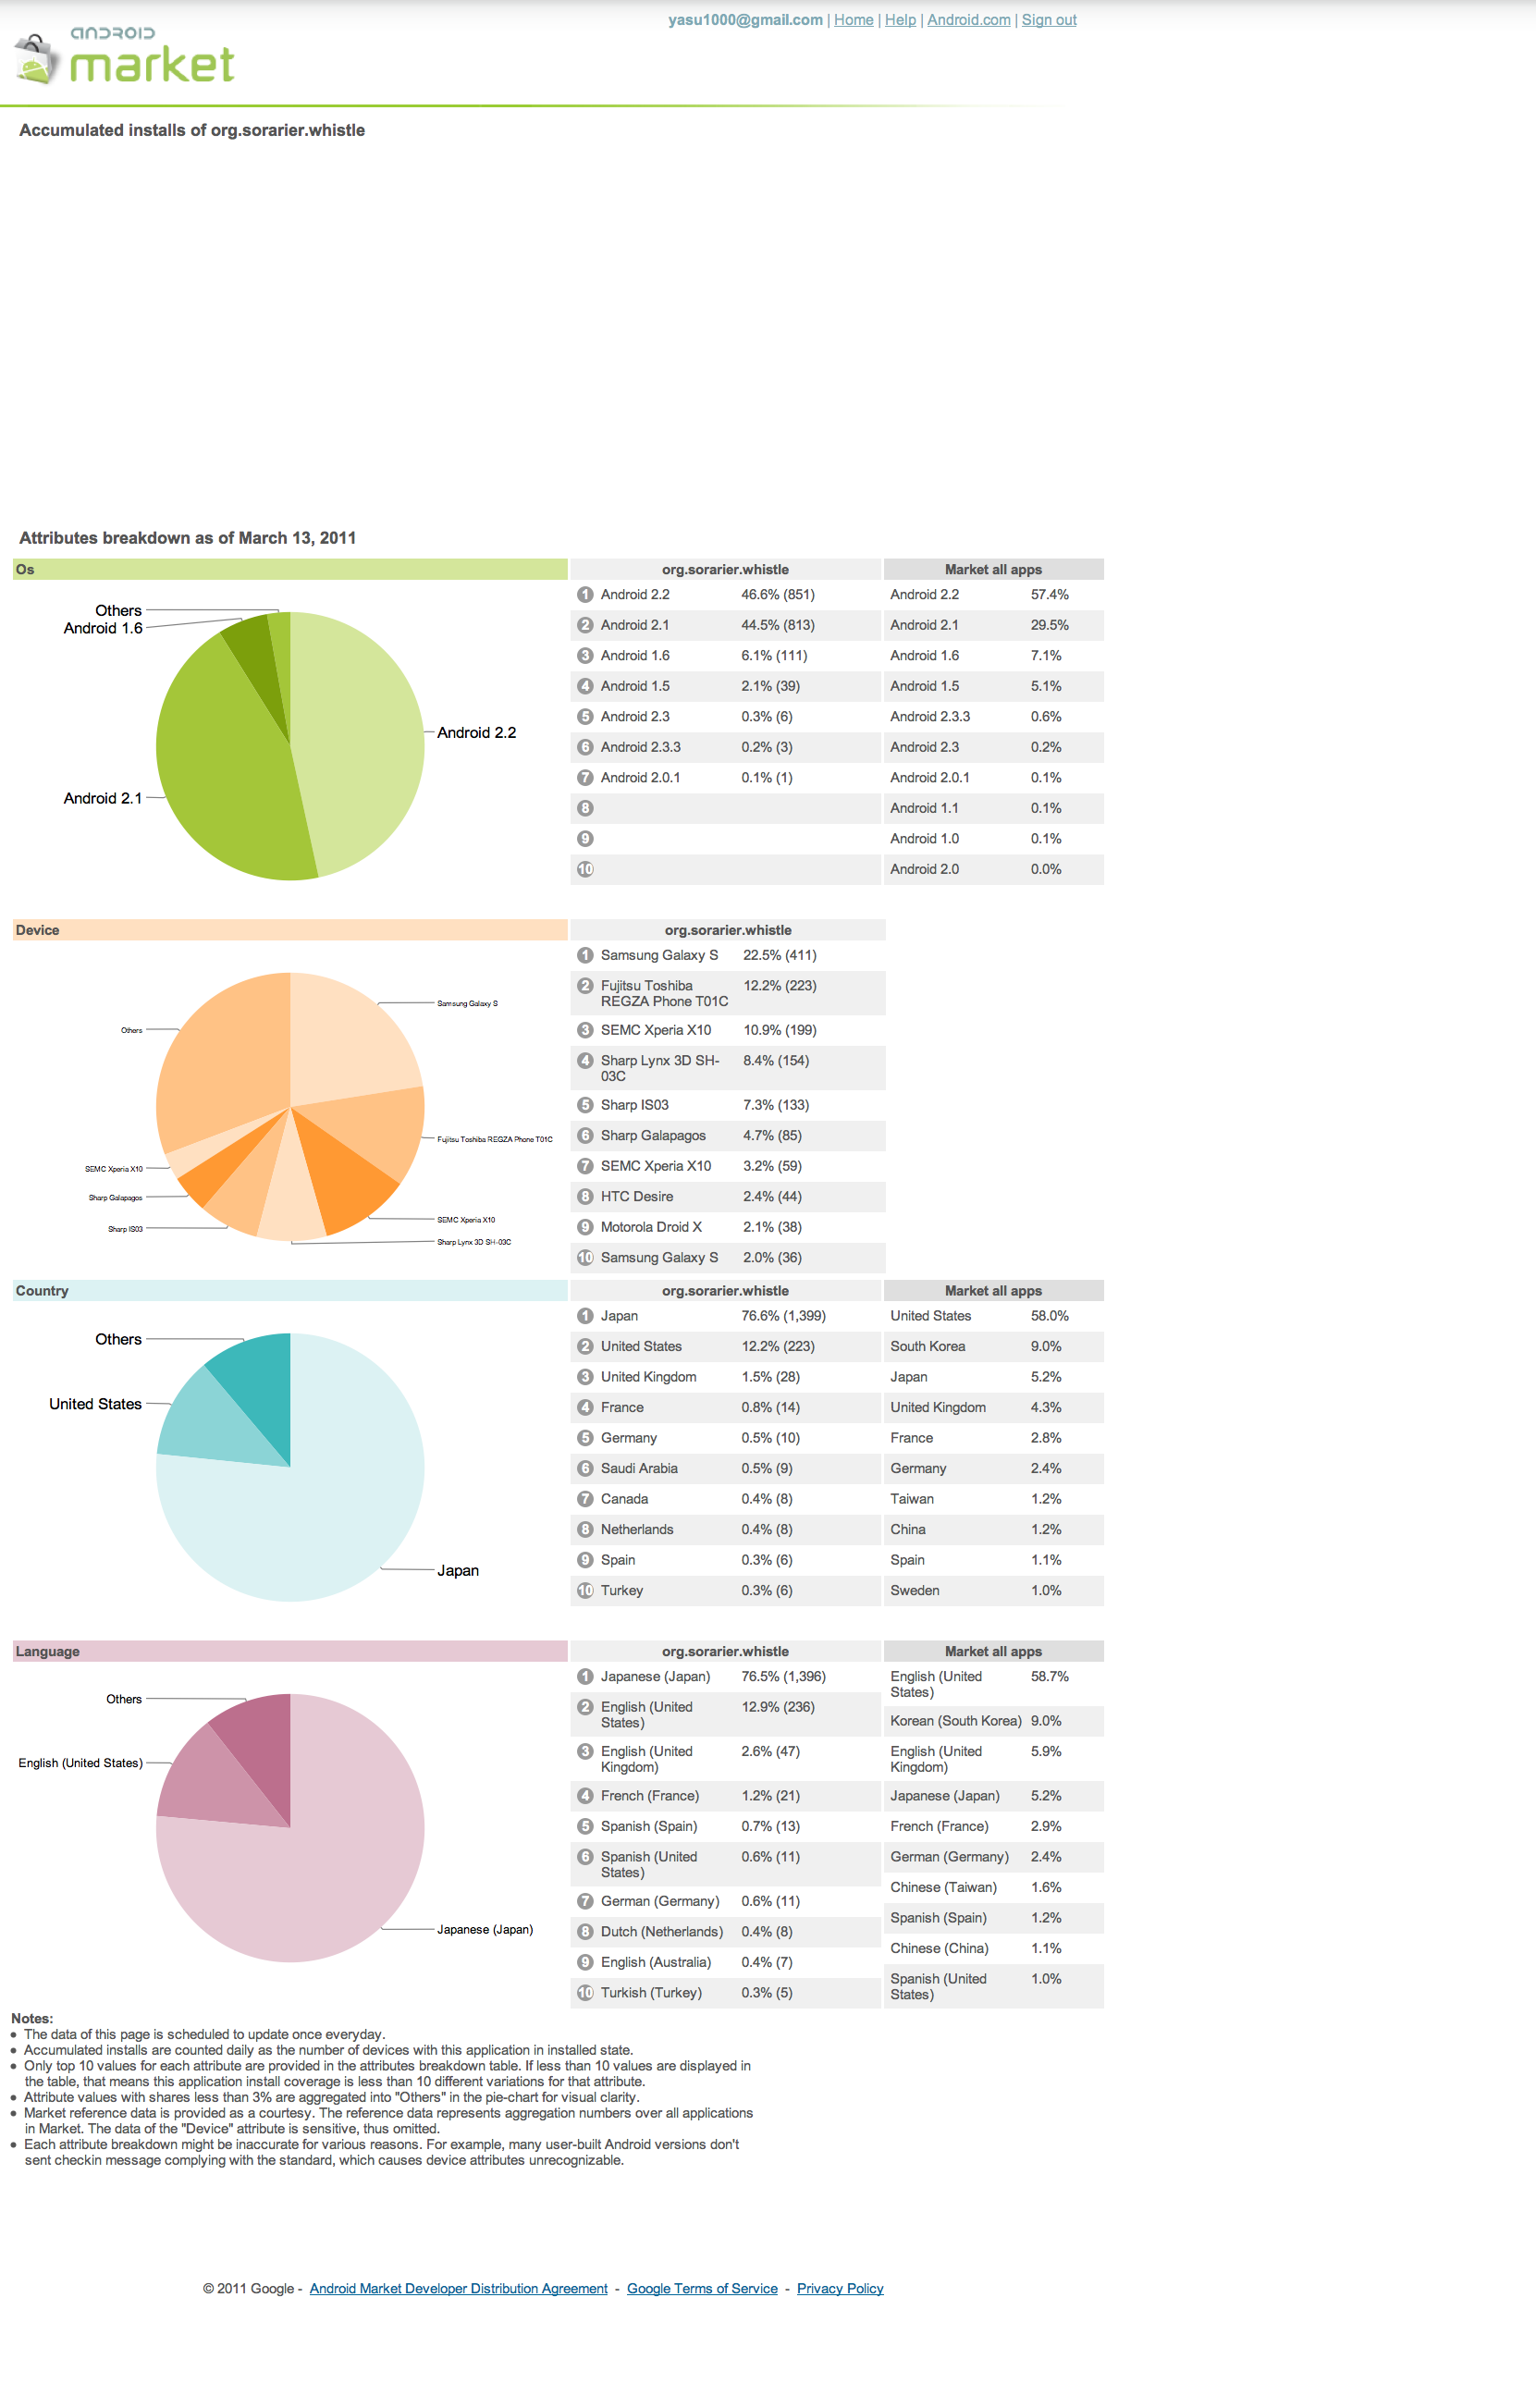 yasu1000@gmail.com | Home | Help | Android.com | Sign out
ANDROID
market
Accumulated installs of org.sorarier.whistle
Attributes breakdown as of March 13, 2011
Os
Others
Android 1.6
Android 2.2
Android 2.1
org.sorarier.whistle Market all apps
1 Android 2.2 46.6% (851) Android 2.2 57.4%
2 Android 2.1 44.5% (813) Android 2.1 29.5%
3 Android 1.6 6.1% (111) Android 1.6 7.1%
4 Android 1.5 2.1% (39) Android 1.5 5.1%
5 Android 2.3 0.3% (6) Android 2.3.3 0.6%
6 Android 2.3.3 0.2% (3) Android 2.3 0.2%
7 Android 2.0.1 0.1% (1) Android 2.0.1 0.1%
8 Android 1.1 0.1%
9 Android 1.0 0.1%
10 Android 2.0 0.0%
Device
Samsung Galaxy S
Others
Fujitsu Toshiba REGZA Phone T01C
SEMC Xperia X10
Sharp Galapagos
SEMC Xperia X10
Sharp IS03
Sharp Lynx 3D SH-03C
org.sorarier.whistle
1 Samsung Galaxy S 22.5% (411)
2 Fujitsu Toshiba 12.2% (223)
REGZA Phone T01C
3 SEMC Xperia X10 10.9% (199)
4 Sharp Lynx 3D SH- 8.4% (154)
03C
5 Sharp IS03 7.3% (133)
6 Sharp Galapagos 4.7% (85)
7 SEMC Xperia X10 3.2% (59)
8 HTC Desire 2.4% (44)
9 Motorola Droid X 2.1% (38)
10 Samsung Galaxy S 2.0% (36)
Country
Others
United States
Japan
org.sorarier.whistle Market all apps
1 Japan 76.6% (1,399) United States 58.0%
2 United States 12.2% (223) South Korea 9.0%
3 United Kingdom 1.5% (28) Japan 5.2%
4 France 0.8% (14) United Kingdom 4.3%
5 Germany 0.5% (10) France 2.8%
6 Saudi Arabia 0.5% (9) Germany 2.4%
7 Canada 0.4% (8) Taiwan 1.2%
8 Netherlands 0.4% (8) China 1.2%
9 Spain 0.3% (6) Spain 1.1%
10 Turkey 0.3% (6) Sweden 1.0%
Language
Others
English (United States)
Japanese (Japan)
org.sorarier.whistle
1 Japanese (Japan) 76.5% (1,396)
2 English (United 12.9% (236)
States)
3 English (United 2.6% (47)
Kingdom)
4 French (France) 1.2% (21)
5 Spanish (Spain) 0.7% (13)
6 Spanish (United 0.6% (11)
States)
7 German (Germany) 0.6% (11)
8 Dutch (Netherlands) 0.4% (8)
9 English (Australia) 0.4% (7)
10 Turkish (Turkey) 0.3% (5)
Market all apps
English (United 58.7%
States)
Korean (South Korea) 9.0%
English (United 5.9%
Kingdom)
Japanese (Japan) 5.2%
French (France) 2.9%
German (Germany) 2.4%
Chinese (Taiwan) 1.6%
Spanish (Spain) 1.2%
Chinese (China) 1.1%
Spanish (United 1.0%
States)
Notes:
• The data of this page is scheduled to update once everyday.
• Accumulated installs are counted daily as the number of devices with this application in installed state.
• Only top 10 values for each attribute are provided in the attributes breakdown table. If less than 10 values are displayed in
the table, that means this application install coverage is less than 10 different variations for that attribute.
• Attribute values with shares less than 3% are aggregated into "Others" in the pie-chart for visual clarity.
• Market reference data is provided as a courtesy. The reference data represents aggregation numbers over all applications
in Market. The data of the "Device" attribute is sensitive, thus omitted.
• Each attribute breakdown might be inaccurate for various reasons. For example, many user-built Android versions don't
sent checkin message complying with the standard, which causes device attributes unrecognizable.
© 2011 Google - Android Market Developer Distribution Agreement - Google Terms of Service - Privacy Policy